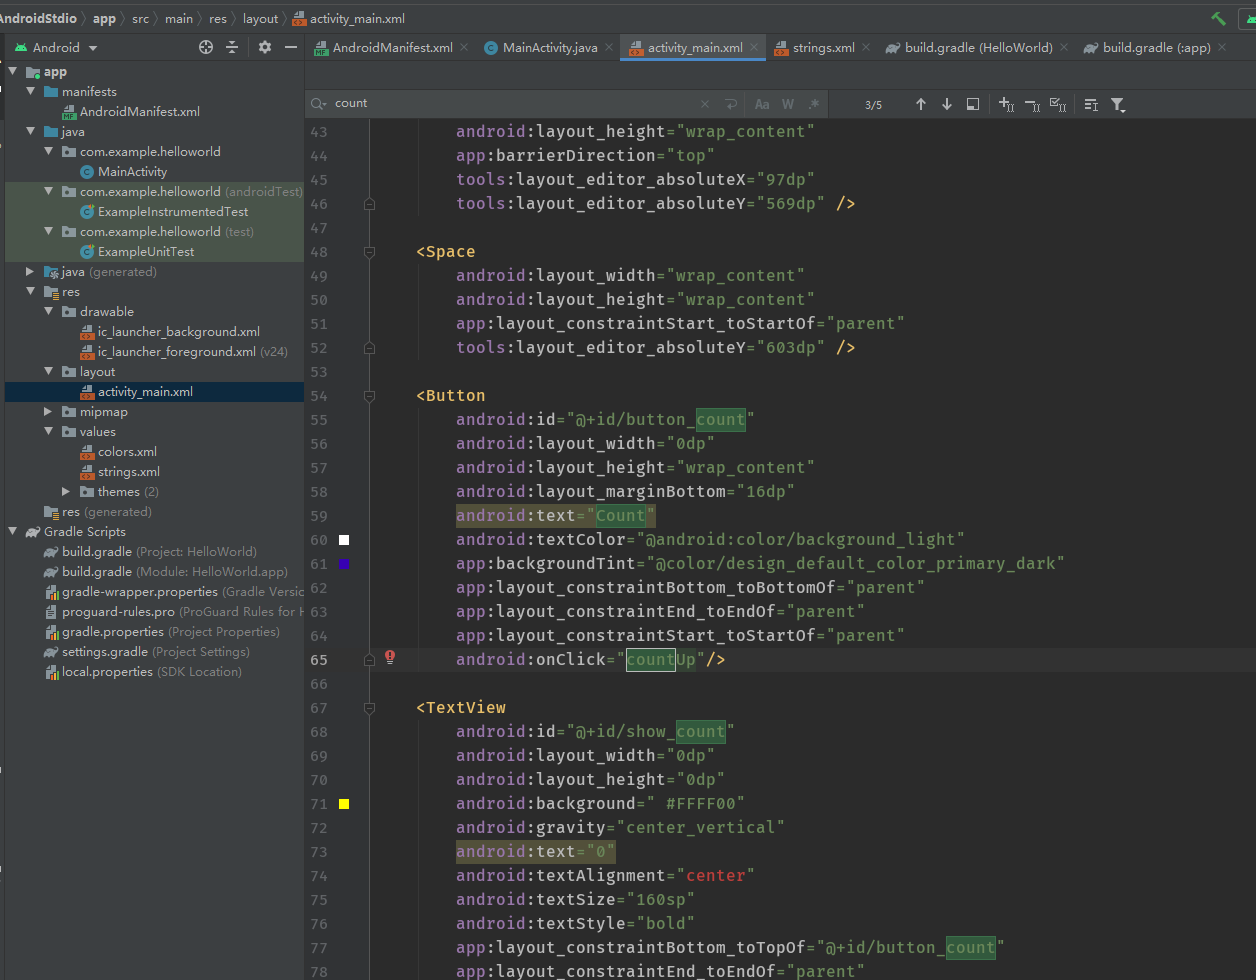 AndroidStdio app src main res layout activity_main.xml
Android
AndroidManifest.xml MainActivity.java activity_main.xml strings.xml build.gradle (HelloWorld) build.gradle (:app)
app
manifests
AndroidManifest.xml
java
com.example.helloworld
MainActivity
com.example.helloworld (androidTest)
ExampleInstrumentedTest
com.example.helloworld (test)
ExampleUnitTest
java (generated)
res
drawable
ic_launcher_background.xml
ic_launcher_foreground.xml (v24)
layout
activity_main.xml
mipmap
values
colors.xml
strings.xml
themes (2)
res (generated)
Gradle Scripts
build.gradle (Project: HelloWorld)
build.gradle (Module: HelloWorld.app)
gradle-wrapper.properties (Gradle Versic
proguard-rules.pro (ProGuard Rules for H
gradle.properties (Project Properties)
settings.gradle (Project Settings)
local.properties (SDK Location)
count Aa W .* 3/5
43 android:layout_height="wrap_content"
44 app:barrierDirection="top"
45 tools:layout_editor_absoluteX="97dp"
46 tools:layout_editor_absoluteY="569dp" />
47
48 <Space
49 android:layout_width="wrap_content"
50 android:layout_height="wrap_content"
51 app:layout_constraintStart_toStartOf="parent"
52 tools:layout_editor_absoluteY="603dp" />
53
54 <Button
55 android:id="@+id/button_count"
56 android:layout_width="0dp"
57 android:layout_height="wrap_content"
58 android:layout_marginBottom="16dp"
59 android:text="Count"
60 android:textColor="@android:color/background_light"
61 app:backgroundTint="@color/design_default_color_primary_dark"
62 app:layout_constraintBottom_toBottomOf="parent"
63 app:layout_constraintEnd_toEndOf="parent"
64 app:layout_constraintStart_toStartOf="parent"
65 android:onClick="countUp"/>
66
67 <TextView
68 android:id="@+id/show_count"
69 android:layout_width="0dp"
70 android:layout_height="0dp"
71 android:background=" #FFFF00"
72 android:gravity="center_vertical"
73 android:text="0"
74 android:textAlignment="center"
75 android:textSize="160sp"
76 android:textStyle="bold"
77 app:layout_constraintBottom_toTopOf="@+id/button_count"
78 app:layout_constraintEnd_toEndOf="parent"